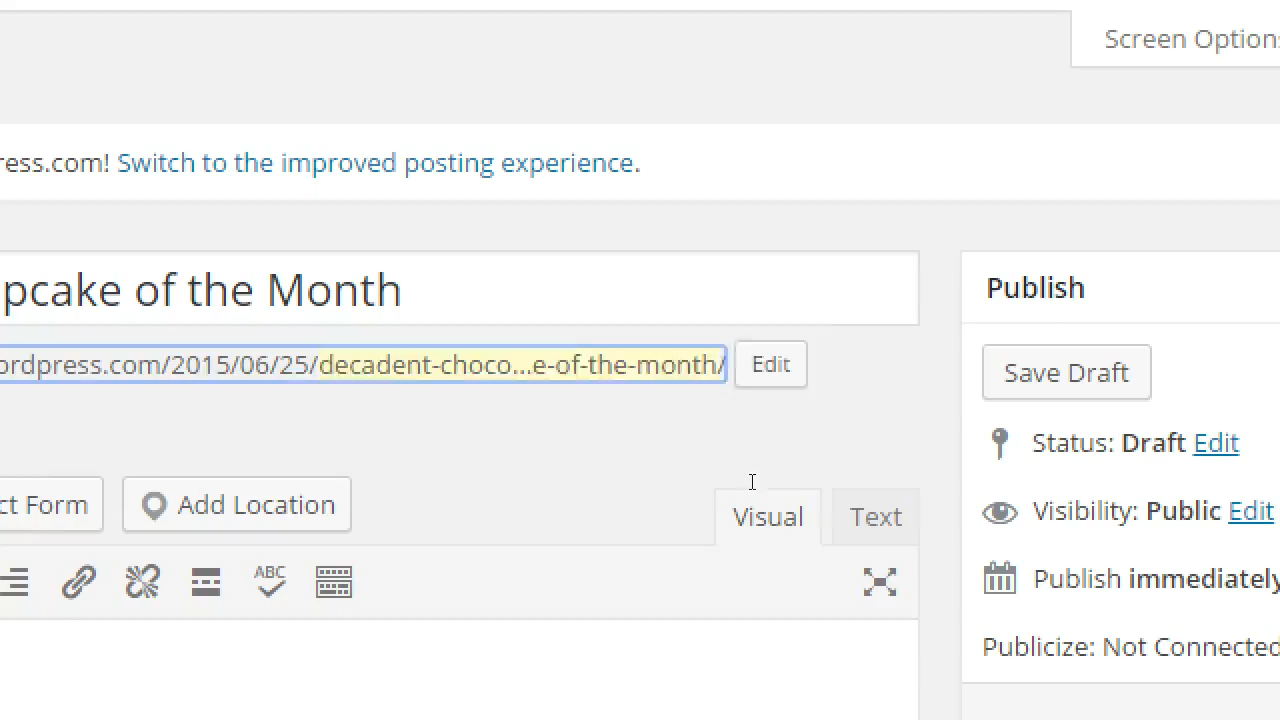 Screen Option
ress.com! Switch to the improved posting experience.
pcake of the Month
Publish
ordpress.com/2015/06/25/decadent-choco...e-of-the-month/ Edit
Save Draft
Status: Draft Edit
ct Form Add Location
Visual Text
Visibility: Public Edit
ABC
Publish immediately
Publicize: Not Connected